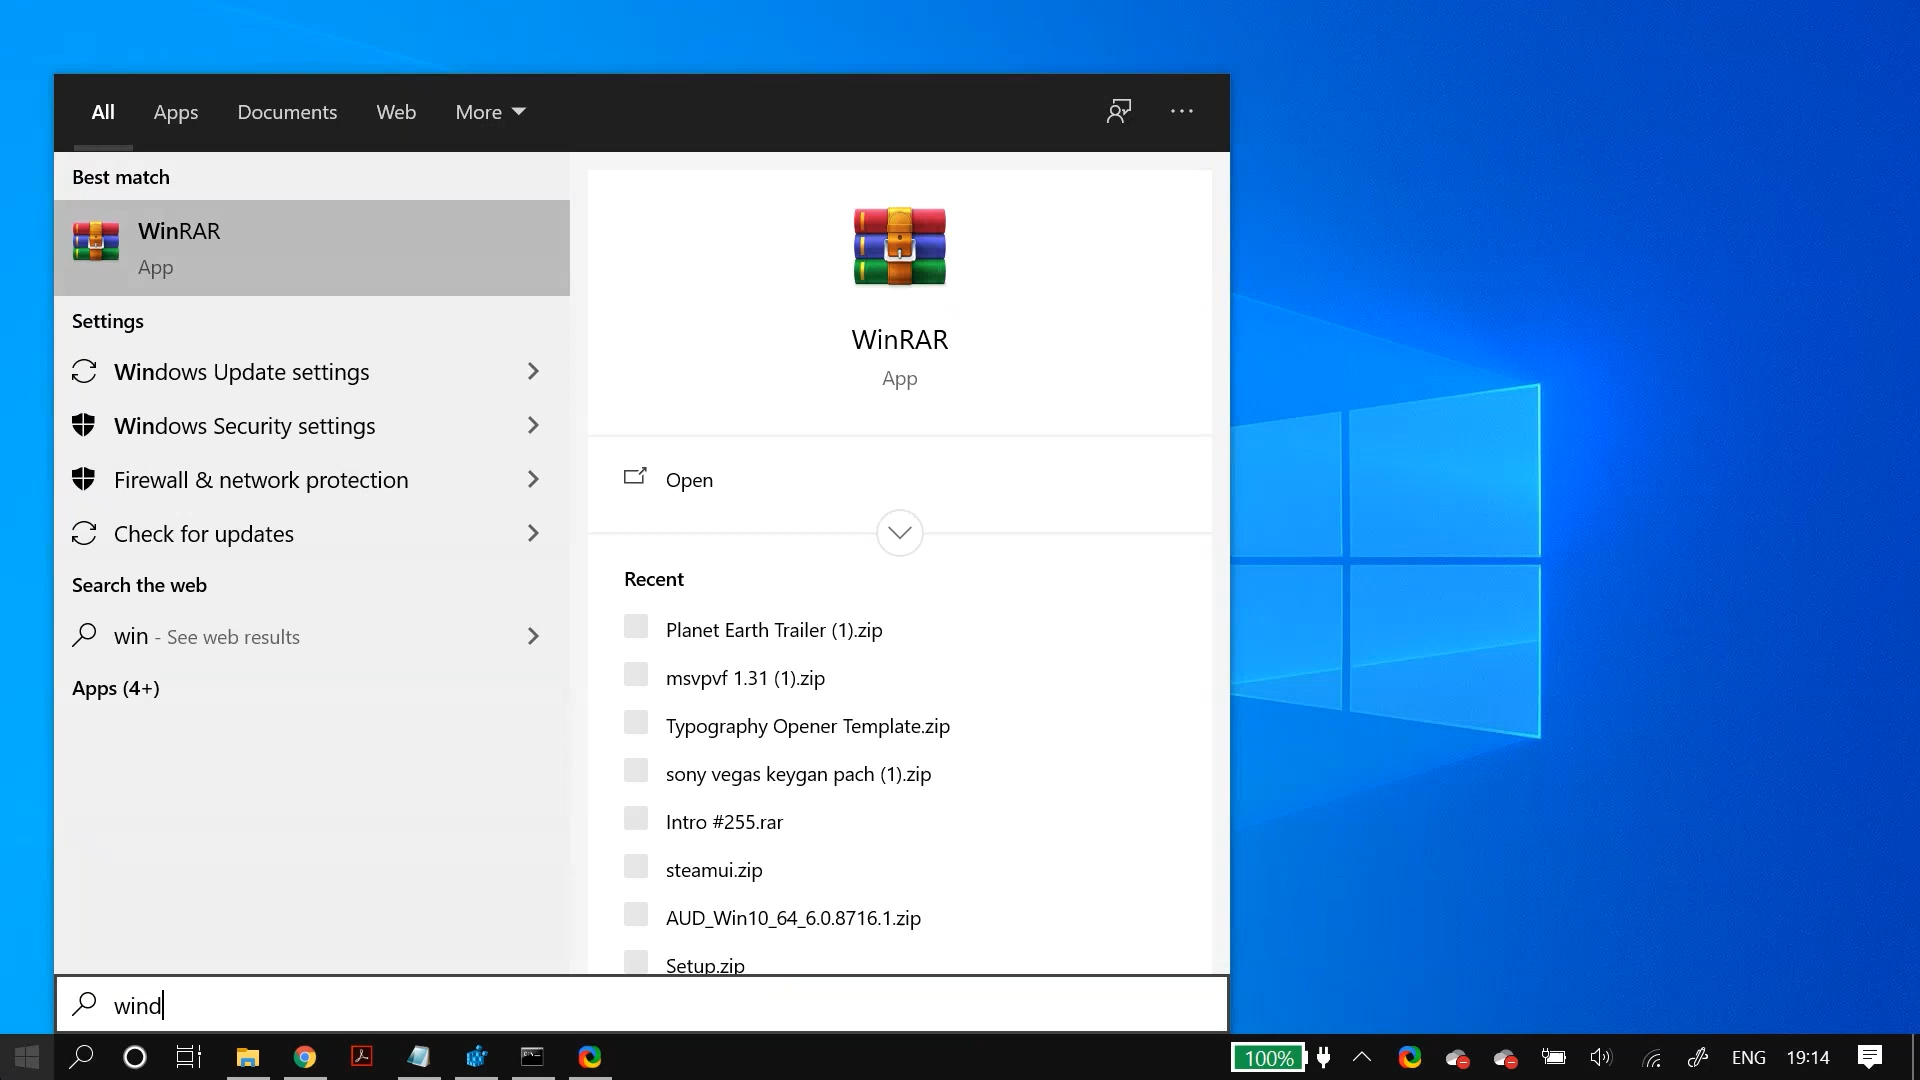 All Apps Documents Web More
Best match
WinRAR
App
Settings
Windows Update settings
Windows Security settings
Firewall & network protection
Check for updates
Search the web
win - See web results
Apps (4+)
WinRAR
App
Open
Recent
Planet Earth Trailer (1).zip
msvpvf 1.31 (1).zip
Typography Opener Template.zip
sony vegas keygan pach (1).zip
Intro #255.rar
steamui.zip
AUD_Win10_64_6.0.8716.1.zip
Setup.zip
wind
100% ENG 19:14